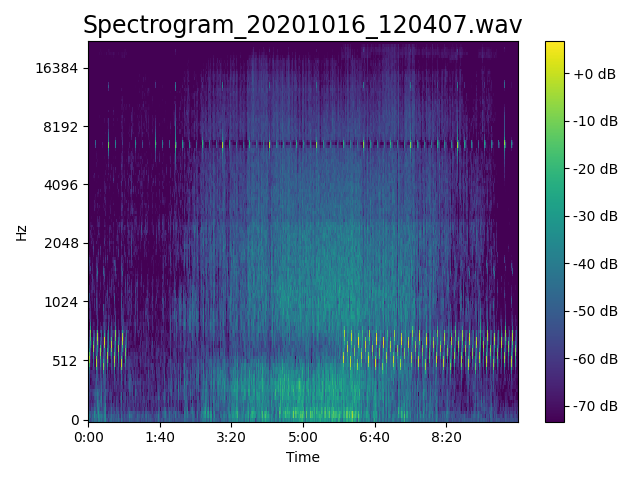 Spectrogram_20201016_120407.wav
16384
8192
4096
2048
1024
512
0
Hz
0:00 1:40 3:20 5:00 6:40 8:20
Time
+0 dB
-10 dB
-20 dB
-30 dB
-40 dB
-50 dB
-60 dB
-70 dB